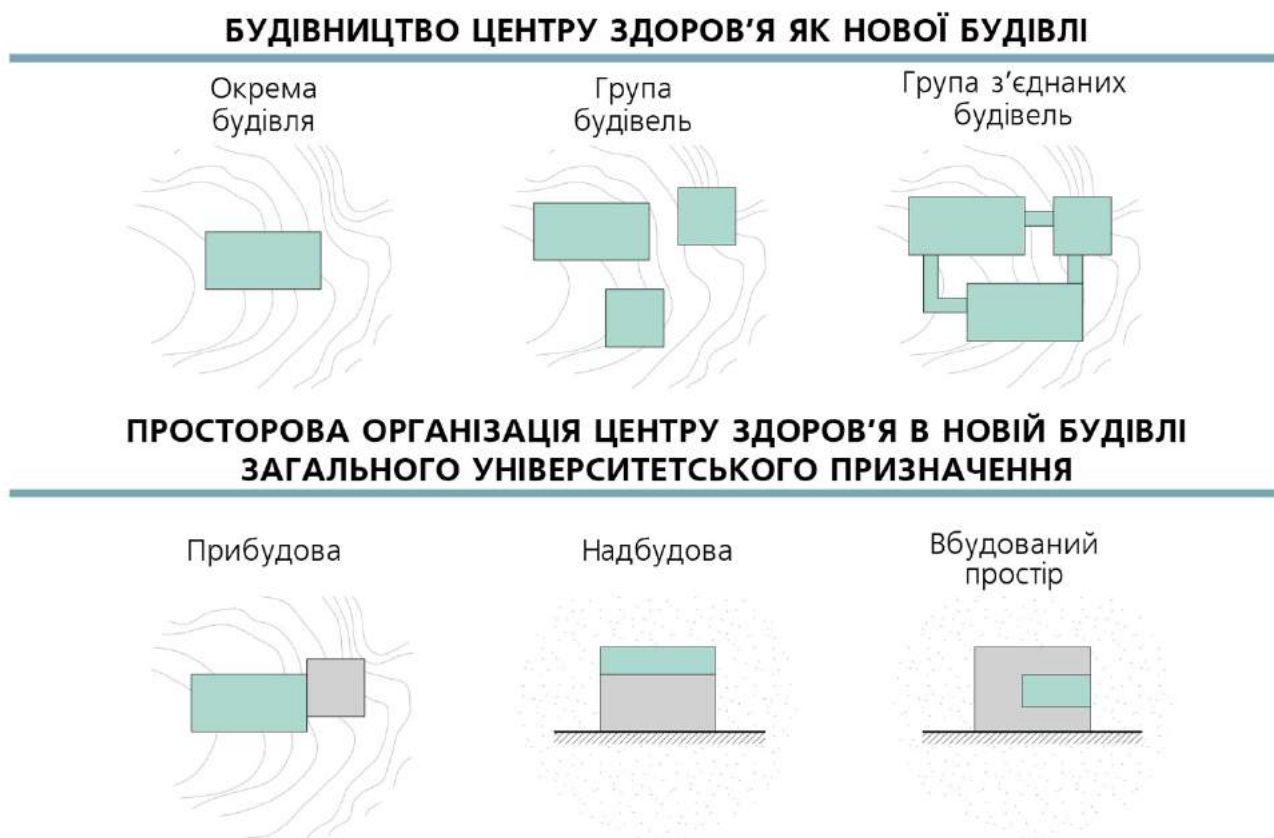 БУДІВНИЦТВО ЦЕНТРУ ЗДОРОВ’Я ЯК НОВОЇ БУДІВЛІ
Окрема
будівля
Група
будівель
Група з’єднаних
будівель
ПРОСТОРОВА ОРГАНІЗАЦІЯ ЦЕНТРУ ЗДОРОВ’Я В НОВІЙ БУДІВЛІ
ЗАГАЛЬНОГО УНІВЕРСИТЕТСЬКОГО ПРИЗНАЧЕННЯ
Прибудова
Надбудова
Вбудований
простір